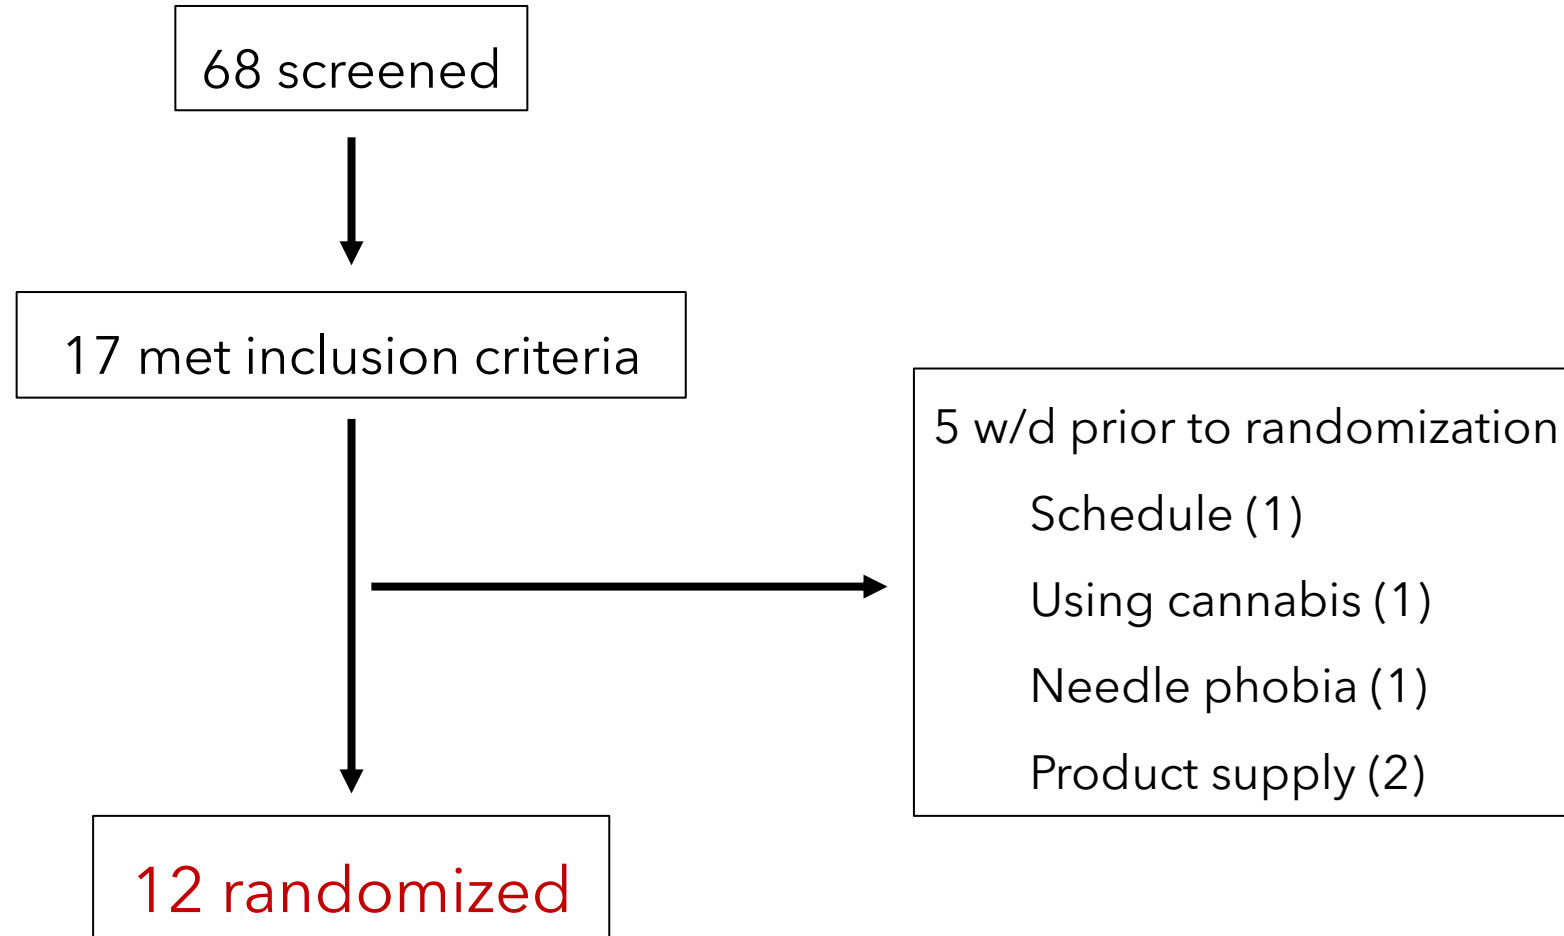 68 screened
17 met inclusion criteria
5 w/d prior to randomization
Schedule (1)
Using cannabis (1)
Needle phobia (1)
Product supply (2)
12 randomized